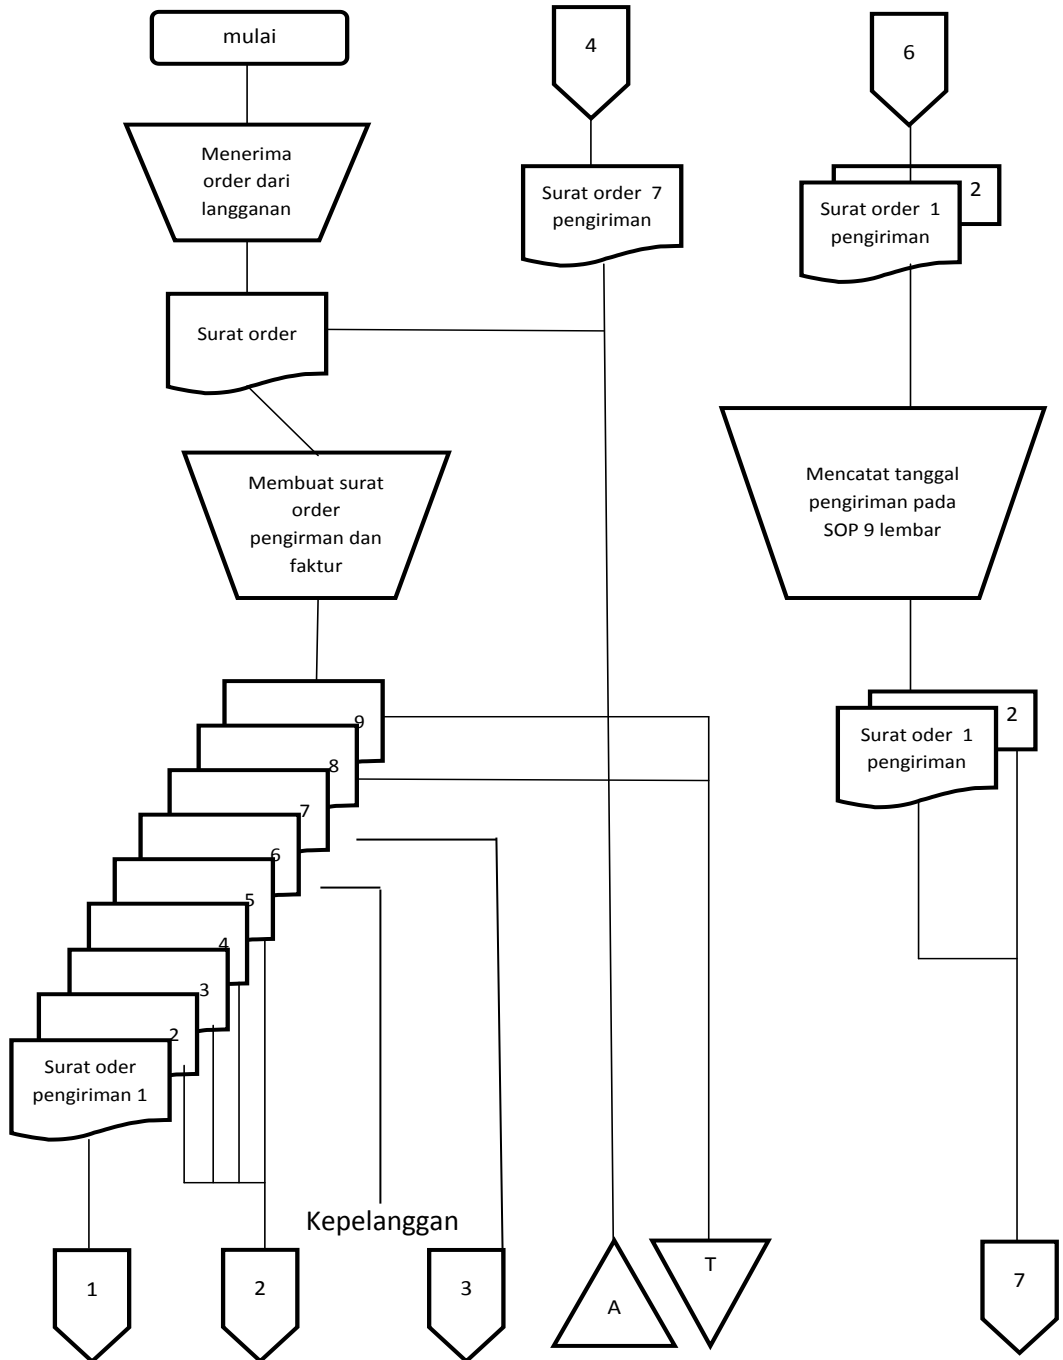 mulai
Menerima
order dari
langganan
Surat order
Membuat surat
order
pengirman dan
faktur
9
8
7
6
5
4
3
2
Surat oder
pengiriman 1
Kepelanggan
1
2
3
4
Surat order 7
pengiriman
A
T
6
2
Surat order 1
pengiriman
Mencatat tanggal
pengiriman pada
SOP 9 lembar
2
Surat oder 1
pengiriman
7